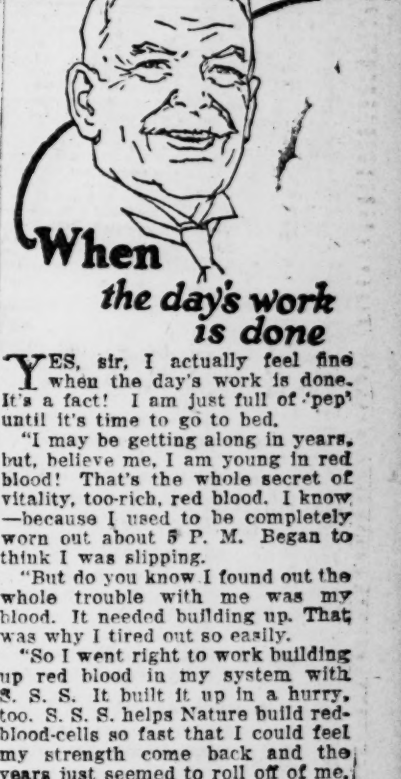 When
the day's work
is done
"YES, sir, I actually feel fine
when the day's work is done.
It's a fact! I am just full of 'pep'
until it's time to go to bed.
"I may be getting along in years,
but, believe me, I am young in red
blood! That's the whole secret of
vitality, too-rich, red blood. I know
—because I used to be completely
worn out about 5 P. M. Began to
think I was slipping.
"But do you know I found out the
whole trouble with me was my
blood. It needed building up. That
was why I tired out so easily.
"So I went right to work building
up red blood in my system with
S. S. S. It built it up in a hurry,
too. S. S. S. helps Nature build red-
blood-cells so fast that I could feel
my strength come back and the
years just seemed to roll off of me.